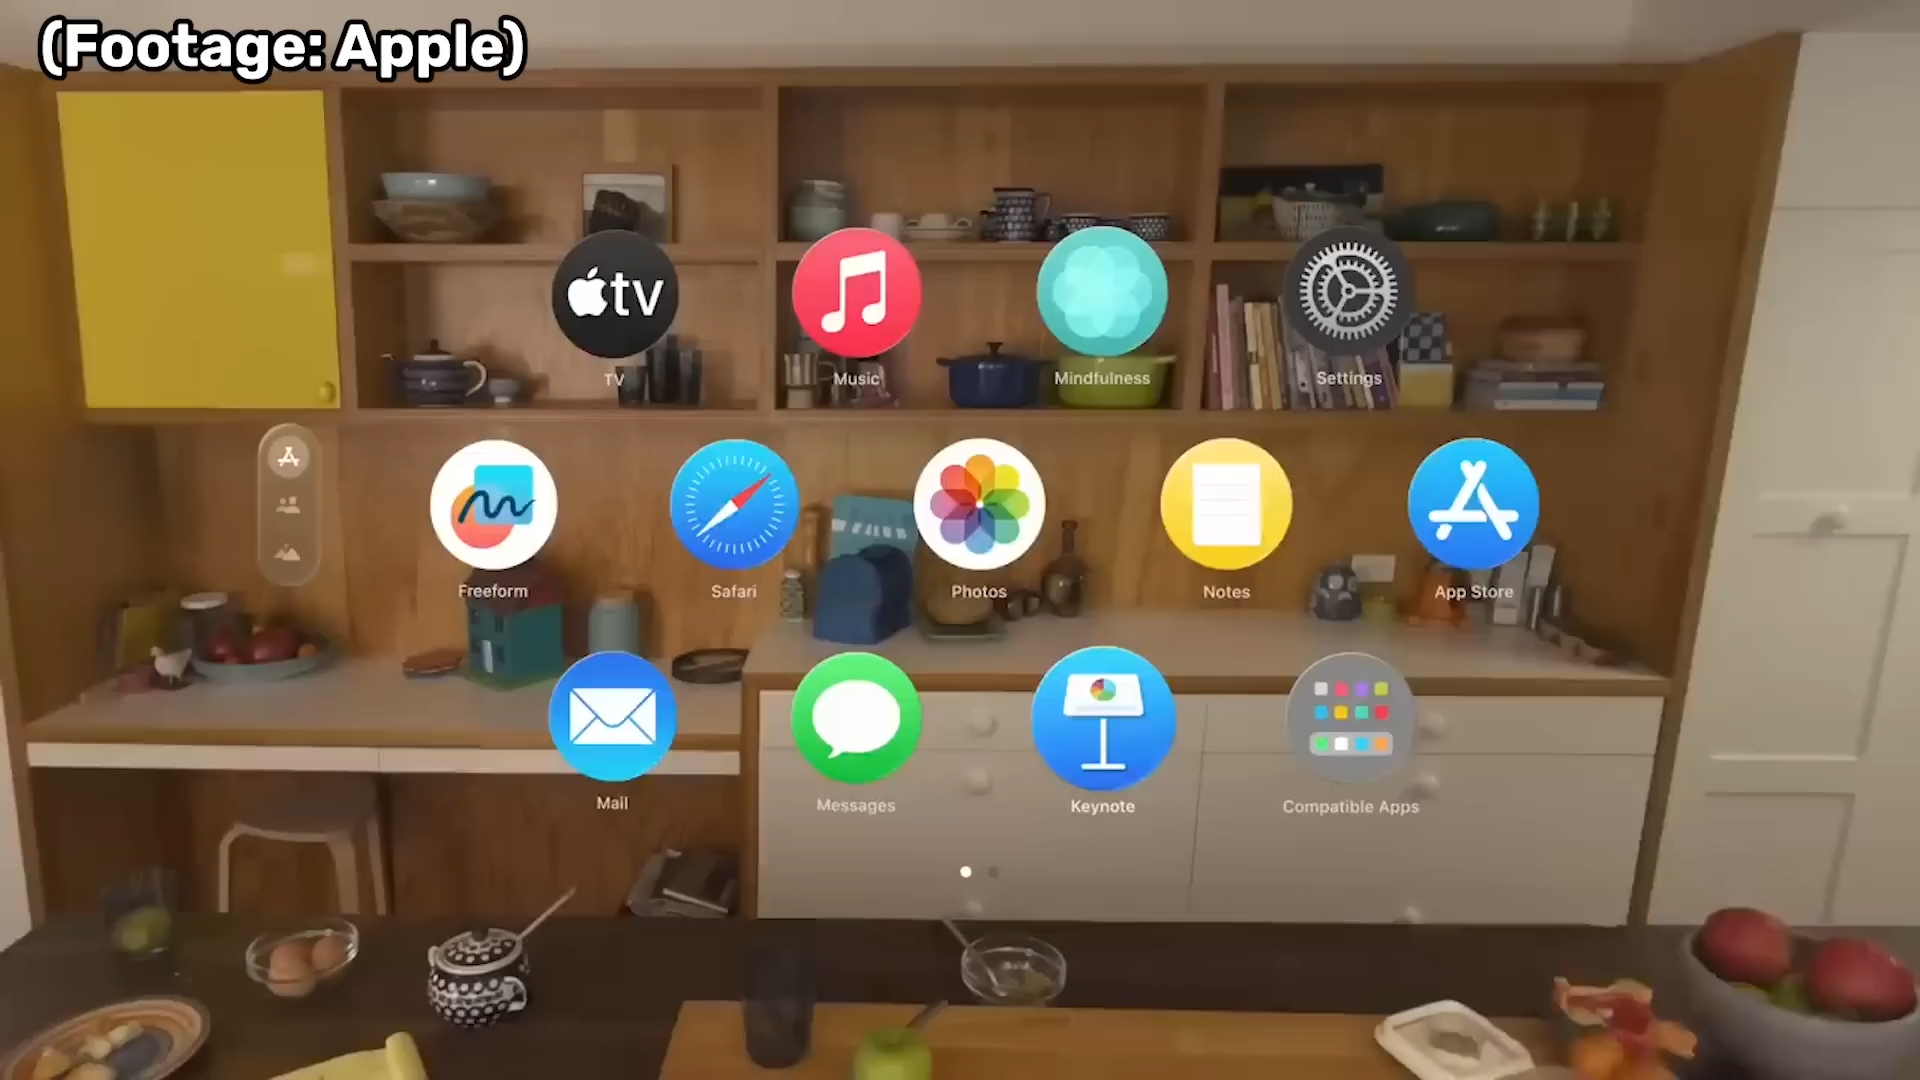 (Footage: Apple)
tv
TV
Music
Mindfulness
Settings
Freeform
Safari
Photos
Notes
App Store
Mail
Messages
Keynote
Compatible Apps